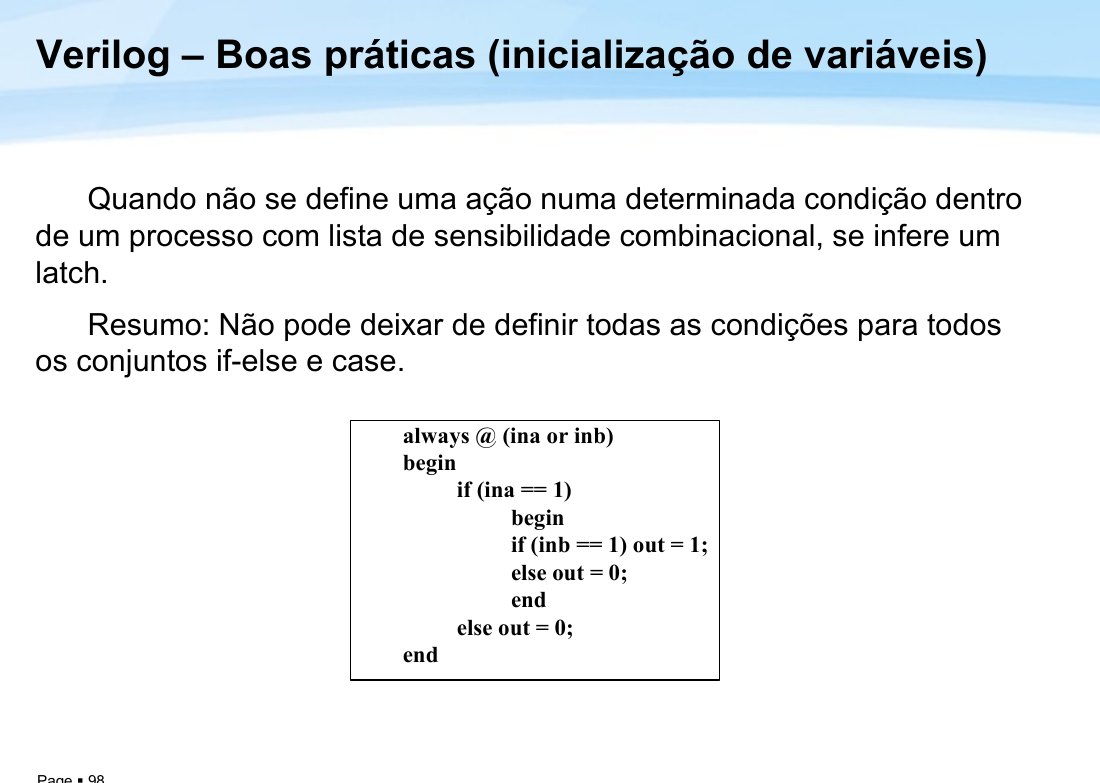 Verilog – Boas práticas (inicialização de variáveis)
Quando não se define uma ação numa determinada condição dentro
de um processo com lista de sensibilidade combinacional, se infere um
latch.
Resumo: Não pode deixar de definir todas as condições para todos
os conjuntos if-else e case.
always @ (ina or inb)
begin
if (ina == 1)
begin
if (inb == 1) out = 1;
else out = 0;
end
else out = 0;
end
Page ▪ 98